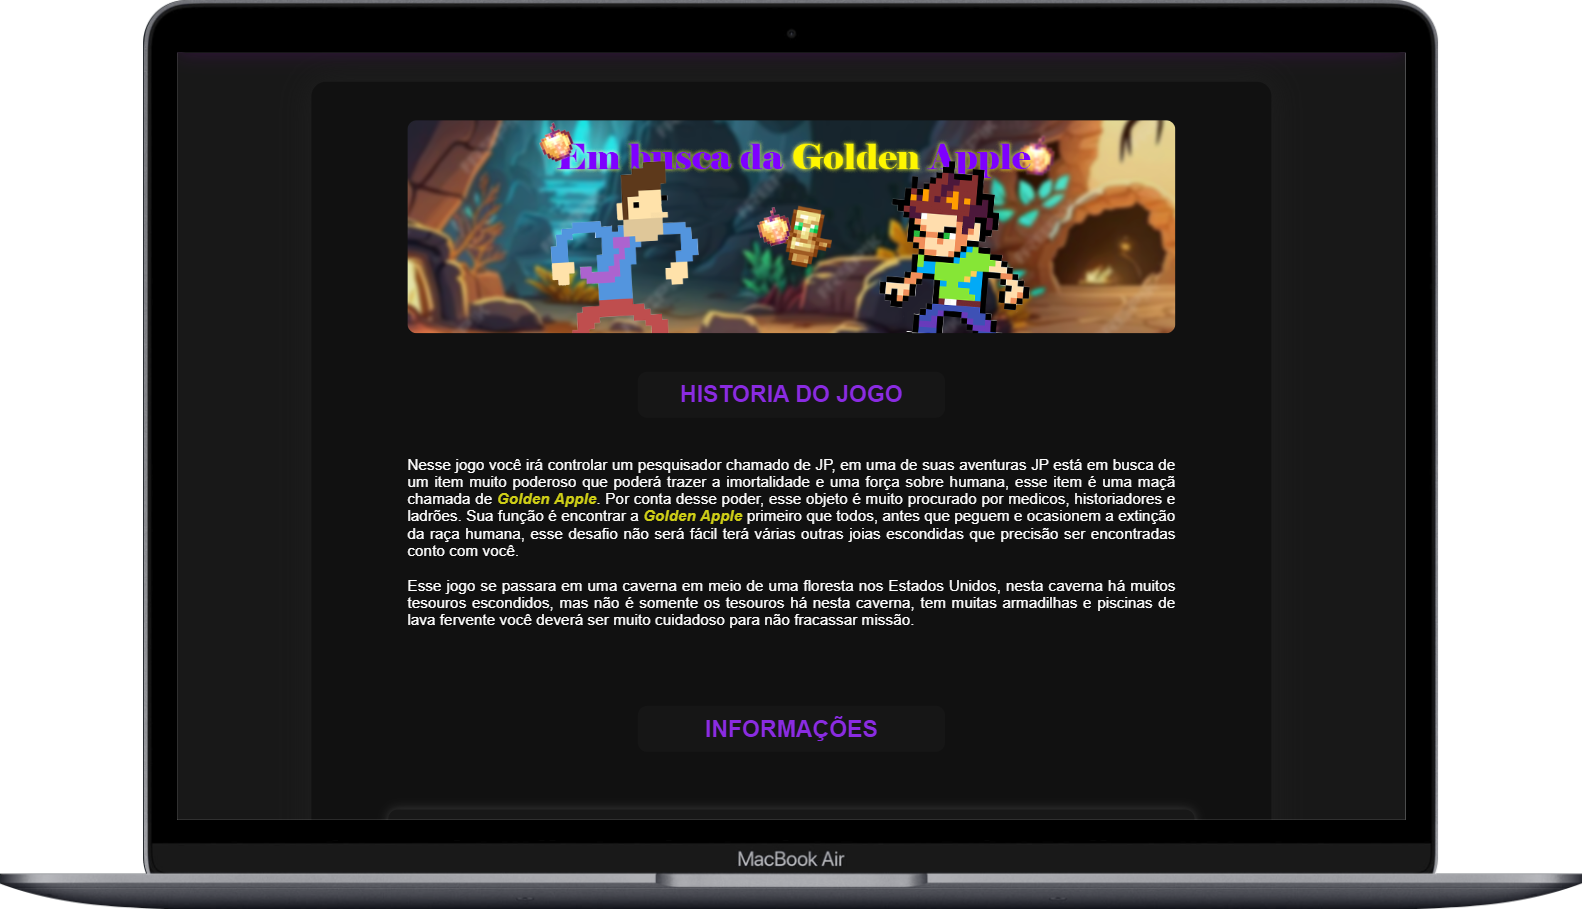 Em busca da Golden Apple
HISTORIA DO JOGO
Nesse jogo você irá controlar um pesquisador chamado de JP, em uma de suas aventuras JP está em busca de
um item muito poderoso que poderá trazer a imortalidade e uma força sobre humana, esse item é uma maçã
chamada de Golden Apple. Por conta desse poder, esse objeto é muito procurado por medicos, historiadores e
ladrões. Sua função é encontrar a Golden Apple primeiro que todos, antes que peguem e ocasionem a extinção
da raça humana, esse desafio não será fácil terá várias outras joias escondidas que precisão ser encontradas
conto com você.
Esse jogo se passara em uma caverna em meio de uma floresta nos Estados Unidos, nesta caverna há muitos
tesouros escondidos, mas não é somente os tesouros há nesta caverna, tem muitas armadilhas e piscinas de
lava fervente você deverá ser muito cuidadoso para não fracassar missão.
INFORMAÇÕES
MacBook Air